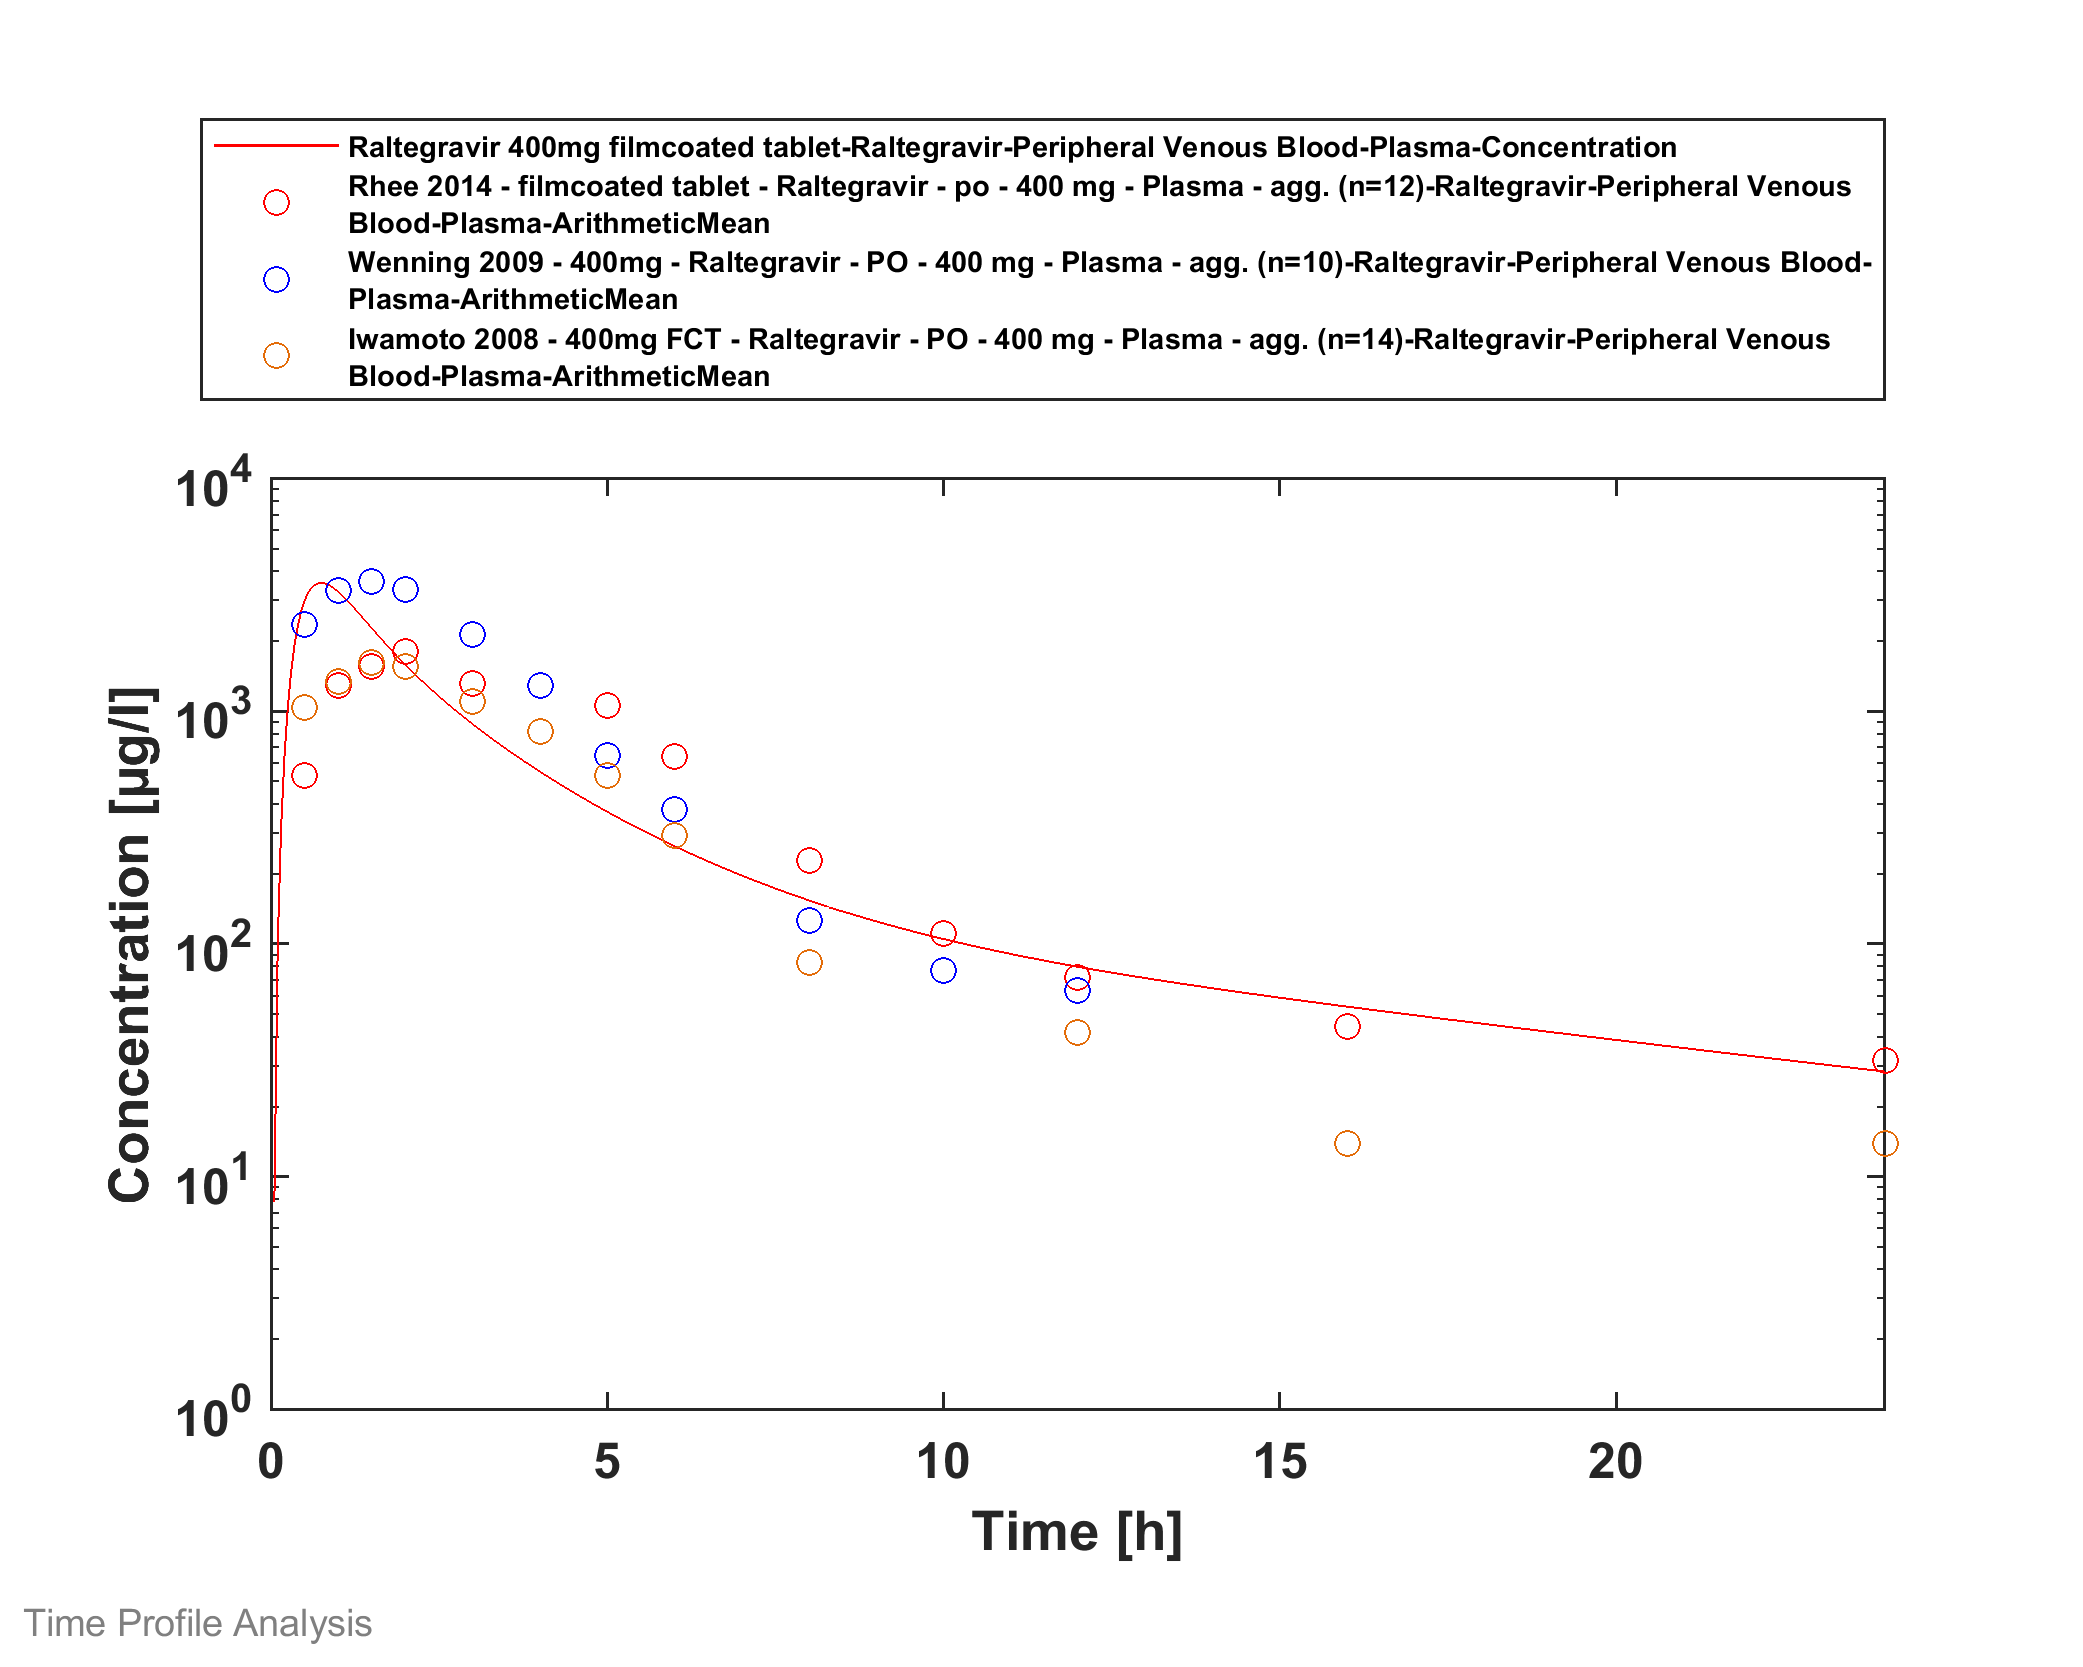 Raltegravir 400mg filmcoated tablet-Raltegravir-Peripheral Venous Blood-Plasma-Concentration
Rhee 2014 - filmcoated tablet - Raltegravir - po - 400 mg - Plasma - agg. (n=12)-Raltegravir-Peripheral Venous
Blood-Plasma-ArithmeticMean
Wenning 2009 - 400mg - Raltegravir - PO - 400 mg - Plasma - agg. (n=10)-Raltegravir-Peripheral Venous Blood-
Plasma-ArithmeticMean
Iwamoto 2008 - 400mg FCT - Raltegravir - PO - 400 mg - Plasma - agg. (n=14)-Raltegravir-Peripheral Venous
Blood-Plasma-ArithmeticMean
10^4
10^3
10^2
10^1
10^0
Concentration [µg/l]
0 5 10 15 20
Time [h]
Time Profile Analysis